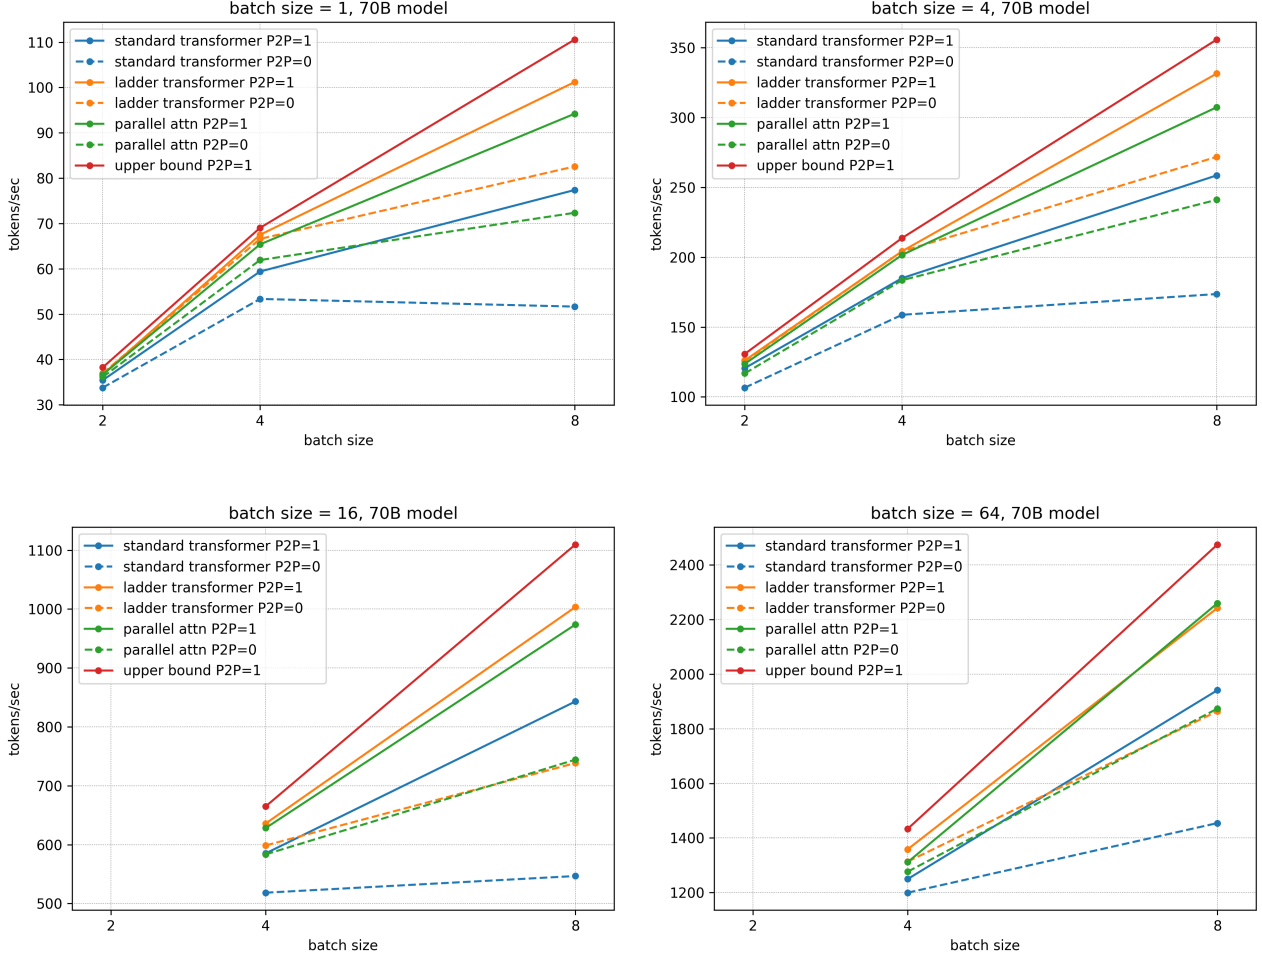 batch size = 1, 70B model
standard transformer P2P=1
standard transformer P2P=0
ladder transformer P2P=1
ladder transformer P2P=0
parallel attn P2P=1
parallel attn P2P=0
upper bound P2P=1
110
100
90
80
70
60
50
40
30
tokens/sec
2 4 8
batch size
batch size = 4, 70B model
standard transformer P2P=1
standard transformer P2P=0
ladder transformer P2P=1
ladder transformer P2P=0
parallel attn P2P=1
parallel attn P2P=0
upper bound P2P=1
350
300
250
200
150
100
tokens/sec
2 4 8
batch size
batch size = 16, 70B model
standard transformer P2P=1
standard transformer P2P=0
ladder transformer P2P=1
ladder transformer P2P=0
parallel attn P2P=1
parallel attn P2P=0
upper bound P2P=1
1100
1000
900
800
700
600
500
tokens/sec
2 4 8
batch size
batch size = 64, 70B model
standard transformer P2P=1
standard transformer P2P=0
ladder transformer P2P=1
ladder transformer P2P=0
parallel attn P2P=1
parallel attn P2P=0
upper bound P2P=1
2400
2200
2000
1800
1600
1400
1200
tokens/sec
2 4 8
batch size